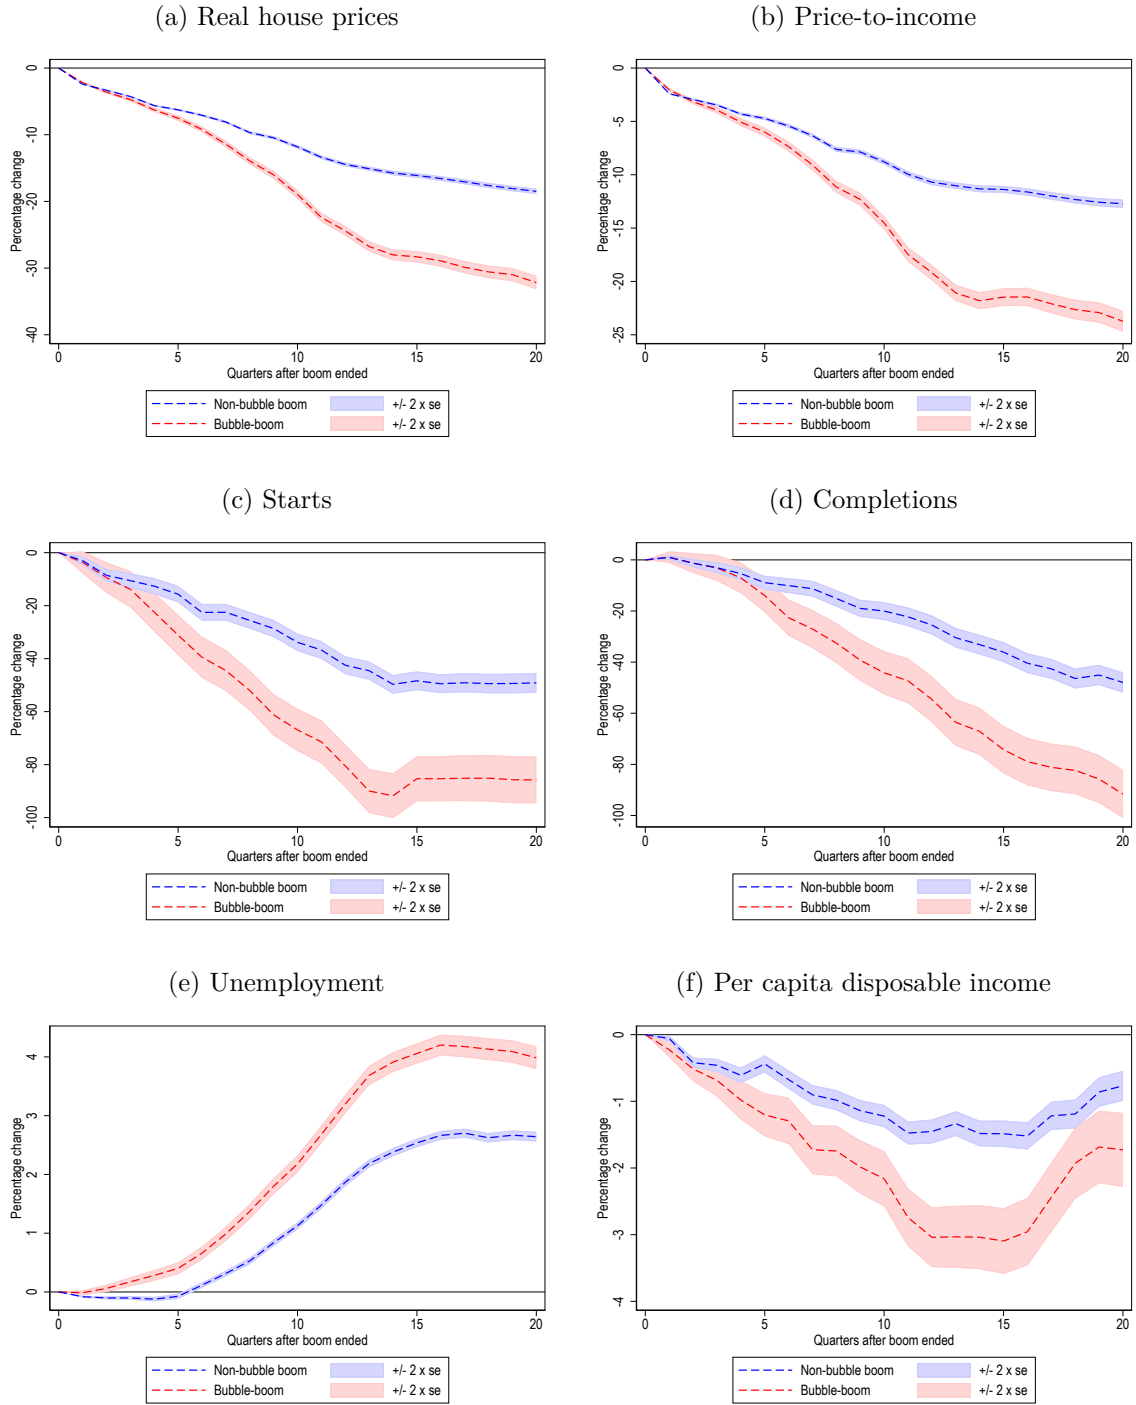 (a) Real house prices
Percentage change
0
-10
-20
-30
-40
0 5 10 15 20
Quarters after boom ended
Non-bubble boom +/- 2 x se
Bubble-boom +/- 2 x se
(b) Price-to-income
Percentage change
0
-5
-10
-15
-20
-25
0 5 10 15 20
Quarters after boom ended
Non-bubble boom +/- 2 x se
Bubble-boom +/- 2 x se
(c) Starts
Percentage change
0
-20
-40
-60
-80
-100
0 5 10 15 20
Quarters after boom ended
Non-bubble boom +/- 2 x se
Bubble-boom +/- 2 x se
(d) Completions
Percentage change
0
-20
-40
-60
-80
-100
0 5 10 15 20
Quarters after boom ended
Non-bubble boom +/- 2 x se
Bubble-boom +/- 2 x se
(e) Unemployment
Percentage change
4
3
2
1
0
0 5 10 15 20
Quarters after boom ended
Non-bubble boom +/- 2 x se
Bubble-boom +/- 2 x se
(f) Per capita disposable income
Percentage change
0
-1
-2
-3
-4
0 5 10 15 20
Quarters after boom ended
Non-bubble boom +/- 2 x se
Bubble-boom +/- 2 x se